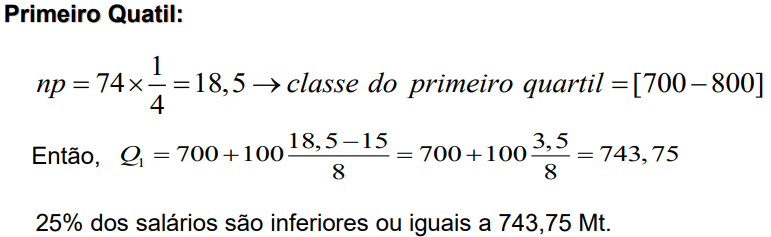 Primeiro Quatil:
np = 74 × 1/4 = 18,5 → classe do primeiro quartil = [700 − 800]
Então, Q₁ = 700 + 100 (18,5 − 15)/8 = 700 + 100 3,5/8 = 743,75
25% dos salários são inferiores ou iguais a 743,75 Mt.